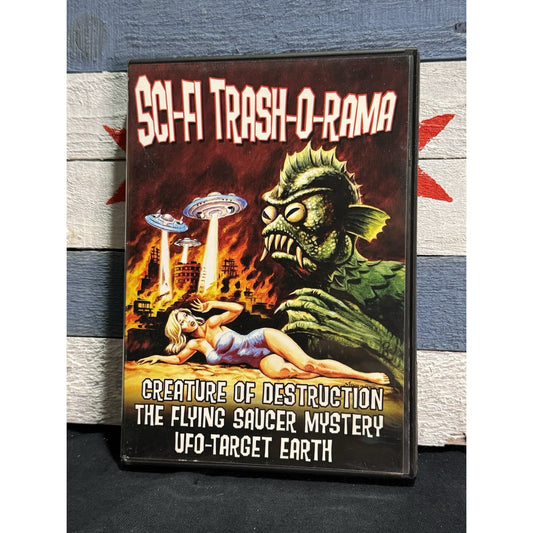 SCI-FI TRASH-O-RAMA
CREATURE OF DESTRUCTION
THE FLYING SAUCER MYSTERY
UFO-TARGET EARTH